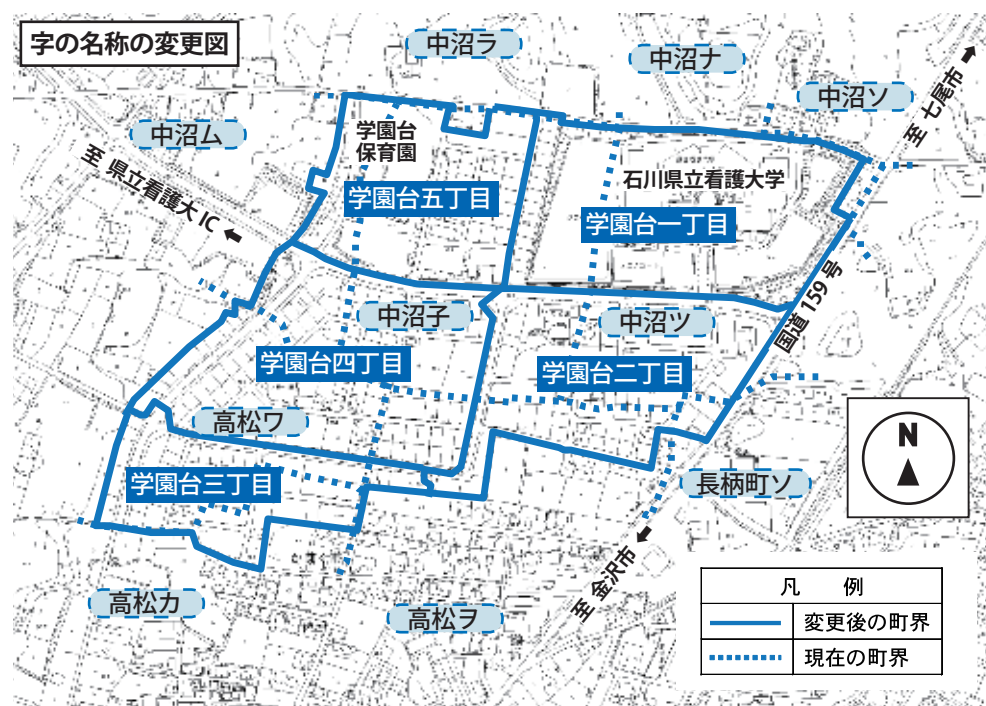 字の名称の変更図
中沼ラ
中沼ナ
中沼ソ
至 七尾市
中沼ム
至 県立看護大 IC
学園台
保育園
学園台五丁目
石川県立看護大学
学園台一丁目
国道 159 号
中沼子
中沼ツ
学園台四丁目
学園台二丁目
高松ワ
学園台三丁目
長柄町ソ
N
至 金沢市
高松カ
高松ヲ
凡 例
変更後の町界
現在の町界